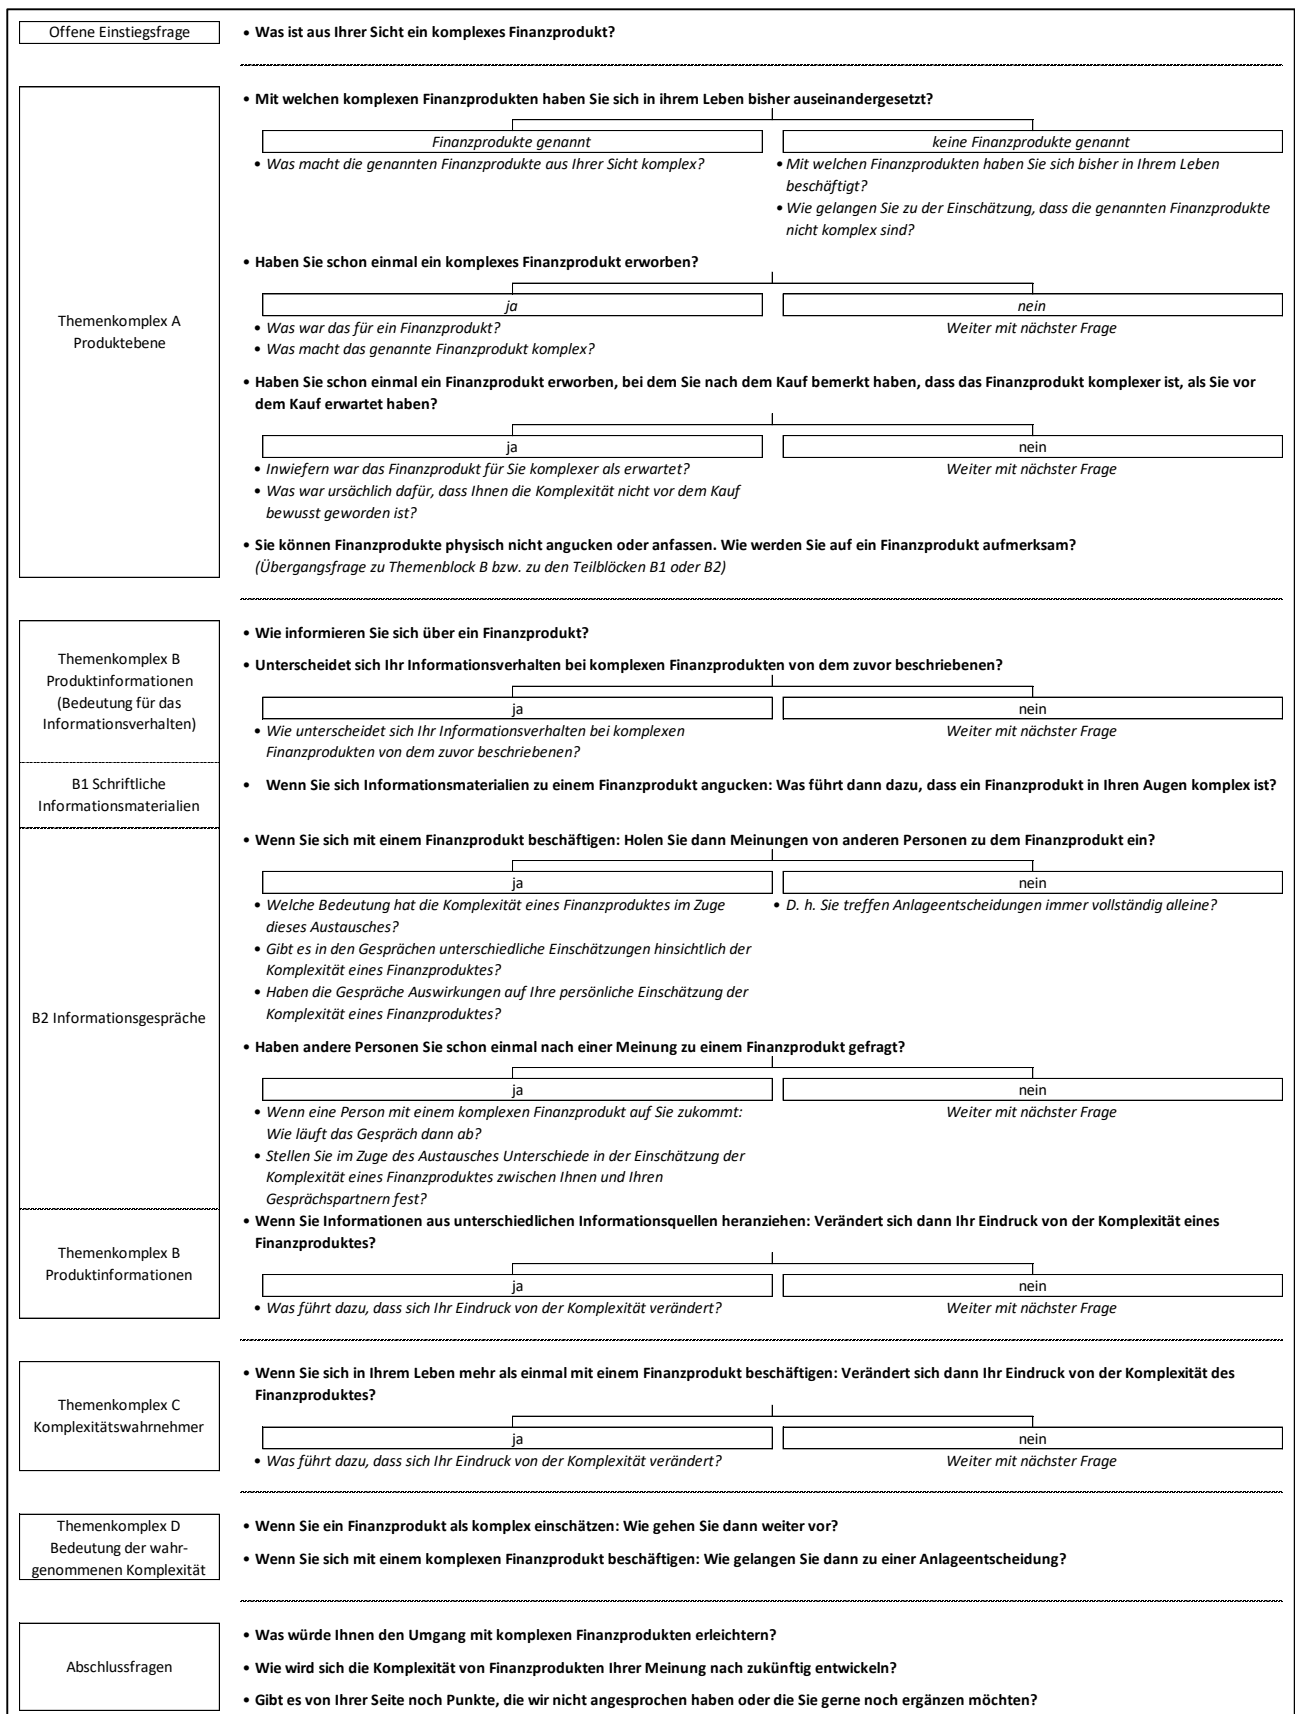 Offene Einstiegsfrage
• Was ist aus Ihrer Sicht ein komplexes Finanzprodukt?
Themenkomplex A
Produktebene
• Mit welchen komplexen Finanzprodukten haben Sie sich in ihrem Leben bisher auseinandergesetzt?
Finanzprodukte genannt
• Was macht die genannten Finanzprodukte aus Ihrer Sicht komplex?
keine Finanzprodukte genannt
• Mit welchen Finanzprodukten haben Sie sich bisher in Ihrem Leben
beschäftigt?
• Wie gelangen Sie zu der Einschätzung, dass die genannten Finanzprodukte
nicht komplex sind?
• Haben Sie schon einmal ein komplexes Finanzprodukt erworben?
ja
• Was war das für ein Finanzprodukt?
• Was macht das genannte Finanzprodukt komplex?
nein
Weiter mit nächster Frage
• Haben Sie schon einmal ein Finanzprodukt erworben, bei dem Sie nach dem Kauf bemerkt haben, dass das Finanzprodukt komplexer ist, als Sie vor
dem Kauf erwartet haben?
ja
• Inwiefern war das Finanzprodukt für Sie komplexer als erwartet?
• Was war ursächlich dafür, dass Ihnen die Komplexität nicht vor dem Kauf
bewusst geworden ist?
nein
Weiter mit nächster Frage
• Sie können Finanzprodukte physisch nicht angucken oder anfassen. Wie werden Sie auf ein Finanzprodukt aufmerksam?
(Übergangsfrage zu Themenblock B bzw. zu den Teilblöcken B1 oder B2)
Themenkomplex B
Produktinformationen
(Bedeutung für das
Informationsverhalten)
• Wie informieren Sie sich über ein Finanzprodukt?
• Unterscheidet sich Ihr Informationsverhalten bei komplexen Finanzprodukten von dem zuvor beschriebenen?
ja
• Wie unterscheidet sich Ihr Informationsverhalten bei komplexen
Finanzprodukten von dem zuvor beschriebenen?
nein
Weiter mit nächster Frage
B1 Schriftliche
Informationsmaterialien
• Wenn Sie sich Informationsmaterialien zu einem Finanzprodukt angucken: Was führt dann dazu, dass ein Finanzprodukt in Ihren Augen komplex ist?
B2 Informationsgespräche
• Wenn Sie sich mit einem Finanzprodukt beschäftigen: Holen Sie dann Meinungen von anderen Personen zu dem Finanzprodukt ein?
ja
• Welche Bedeutung hat die Komplexität eines Finanzproduktes im Zuge
dieses Austausches?
• Gibt es in den Gesprächen unterschiedliche Einschätzungen hinsichtlich der
Komplexität eines Finanzproduktes?
• Haben die Gespräche Auswirkungen auf Ihre persönliche Einschätzung der
Komplexität eines Finanzproduktes?
nein
• D. h. Sie treffen Anlageentscheidungen immer vollständig alleine?
• Haben andere Personen Sie schon einmal nach einer Meinung zu einem Finanzprodukt gefragt?
ja
• Wenn eine Person mit einem komplexen Finanzprodukt auf Sie zukommt:
Wie läuft das Gespräch dann ab?
• Stellen Sie im Zuge des Austausches Unterschiede in der Einschätzung der
Komplexität eines Finanzproduktes zwischen Ihnen und Ihren
Gesprächspartnern fest?
nein
Weiter mit nächster Frage
Themenkomplex B
Produktinformationen
• Wenn Sie Informationen aus unterschiedlichen Informationsquellen heranziehen: Verändert sich dann Ihr Eindruck von der Komplexität eines
Finanzproduktes?
ja
• Was führt dazu, dass sich Ihr Eindruck von der Komplexität verändert?
nein
Weiter mit nächster Frage
Themenkomplex C
Komplexitätswahrnehmer
• Wenn Sie sich in Ihrem Leben mehr als einmal mit einem Finanzprodukt beschäftigen: Verändert sich dann Ihr Eindruck von der Komplexität des
Finanzproduktes?
ja
• Was führt dazu, dass sich Ihr Eindruck von der Komplexität verändert?
nein
Weiter mit nächster Frage
Themenkomplex D
Bedeutung der wahr-
genommenen Komplexität
• Wenn Sie ein Finanzprodukt als komplex einschätzen: Wie gehen Sie dann weiter vor?
• Wenn Sie sich mit einem komplexen Finanzprodukt beschäftigen: Wie gelangen Sie dann zu einer Anlageentscheidung?
Abschlussfragen
• Was würde Ihnen den Umgang mit komplexen Finanzprodukten erleichtern?
• Wie wird sich die Komplexität von Finanzprodukten Ihrer Meinung nach zukünftig entwickeln?
• Gibt es von Ihrer Seite noch Punkte, die wir nicht angesprochen haben oder die Sie gerne noch ergänzen möchten?